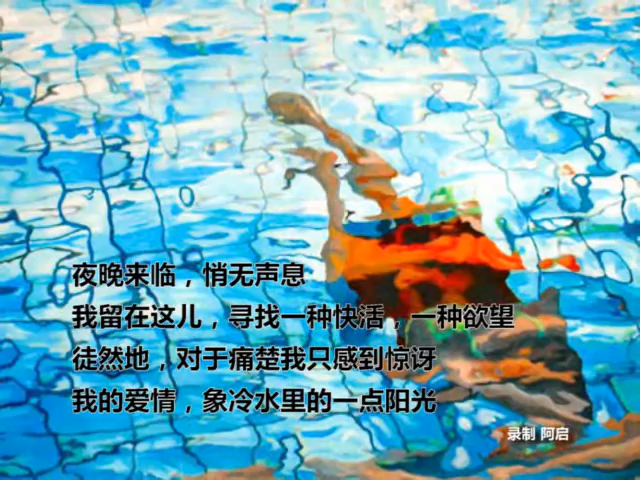 夜晚来临，悄无声息
我留在这儿，寻找一种快活，一种欲望
徒然地，对于痛楚我只感到惊讶
我的爱情，象冷水里的一点阳光
录制 阿启